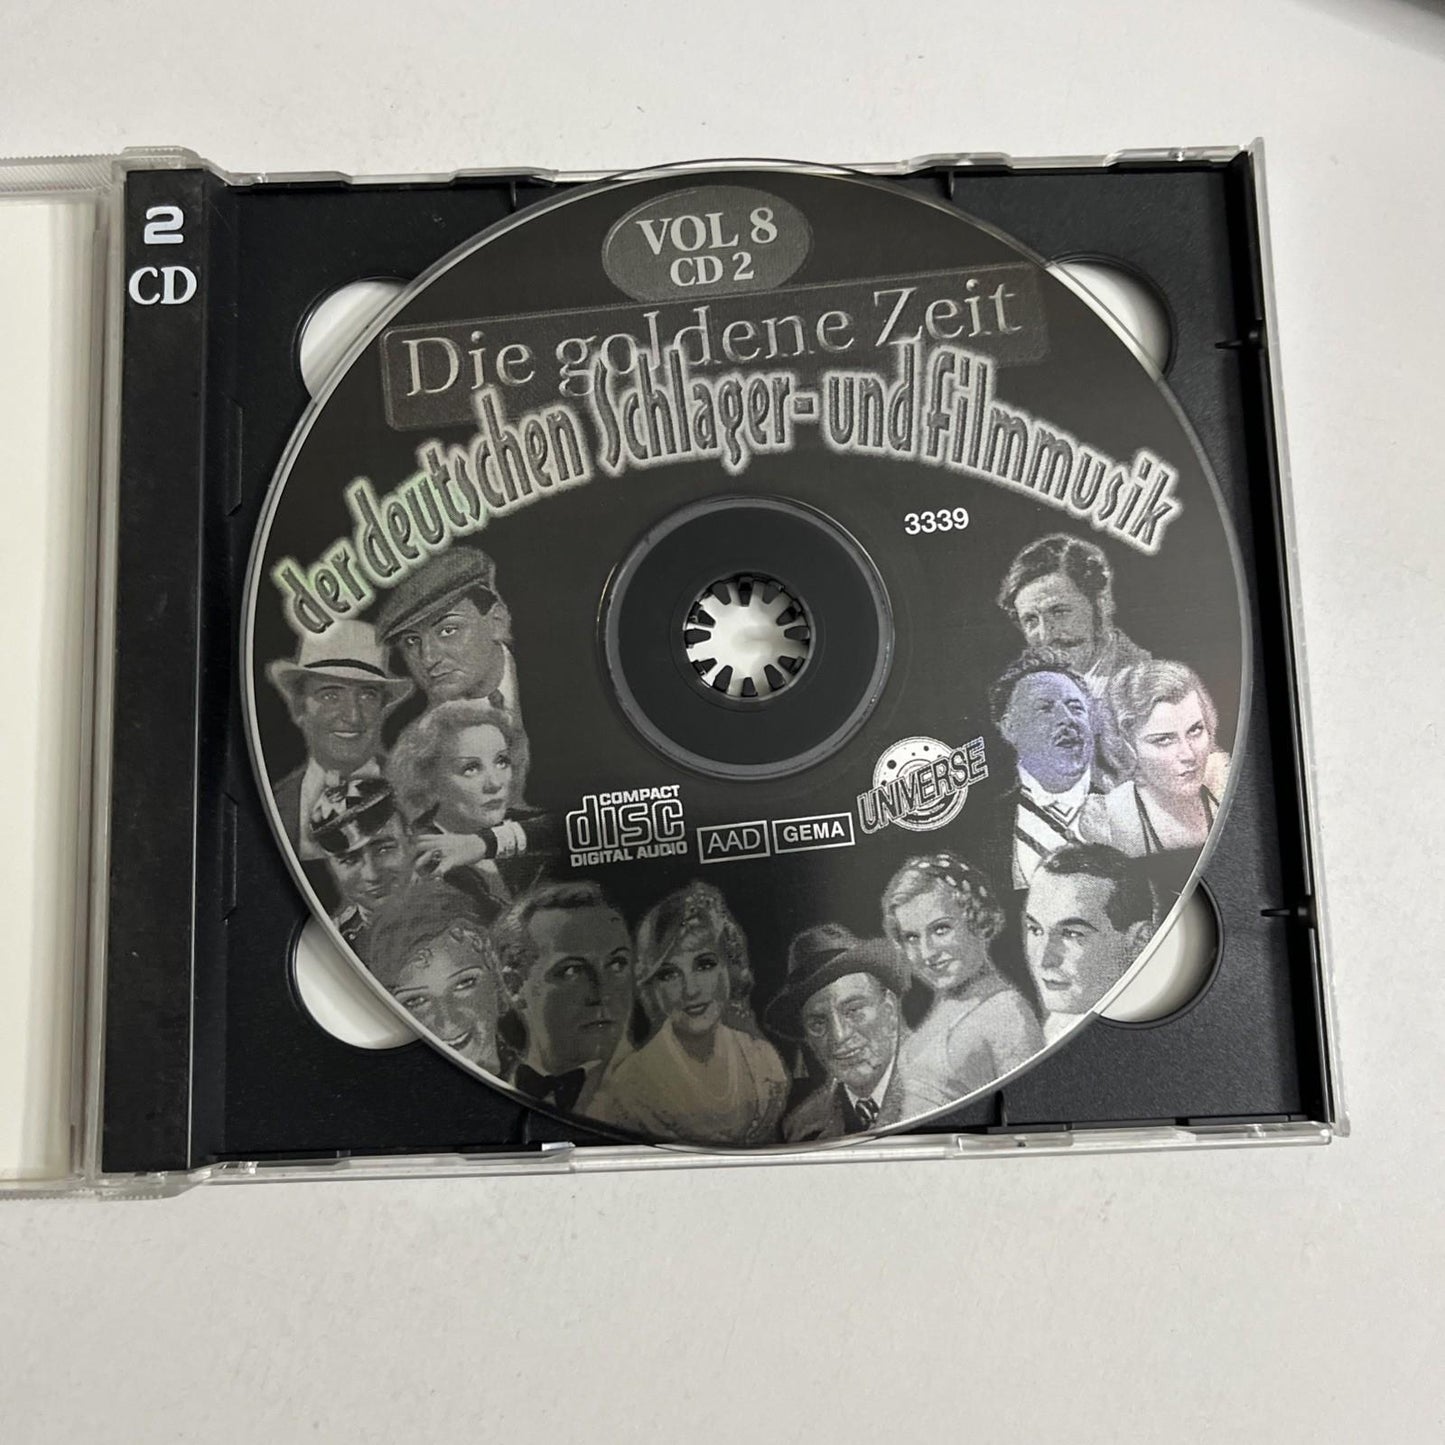 2
CD
VOL 8
CD 2
Die goldene Zeit
der deutschen Schlager- und filmmusik
3339
COMPACT
disc
DIGITAL AUDIO
AAD
GEMA
UNIVERSE